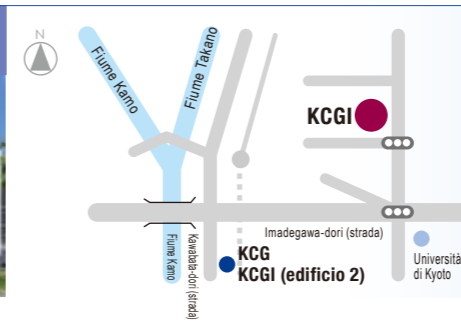 N
Fiume Kamo
Fiume Takano
KCGI
Imadegawa-dori (strada)
Fiume Kamo
Kawabata-dori (strada)
KCG
KCGI (edificio 2)
Università
di Kyoto